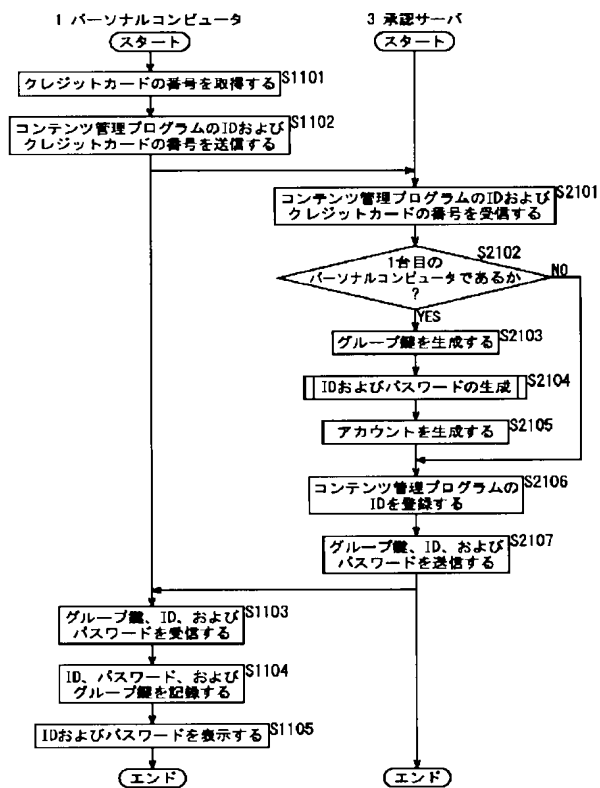 1 パーソナルコンピュータ
スタート
クレジットカードの番号を取得する
S1101
コンテンツ管理プログラムのIDおよび
クレジットカードの番号を送信する
S1102
3 承認サーバ
スタート
コンテンツ管理プログラムのIDおよび
クレジットカードの番号を受信する
S2101
1台目の
パーソナルコンピュータであるか
?
S2102
NO
YES
グループ鍵を生成する
S2103
IDおよびパスワードの生成
S2104
アカウントを生成する
S2105
コンテンツ管理プログラムの
IDを登録する
S2106
グループ鍵、ID、および
パスワードを送信する
S2107
グループ鍵、ID、および
パスワードを受信する
S1103
ID、パスワード、および
グループ鍵を記録する
S1104
IDおよびパスワードを表示する
S1105
エンド
エンド